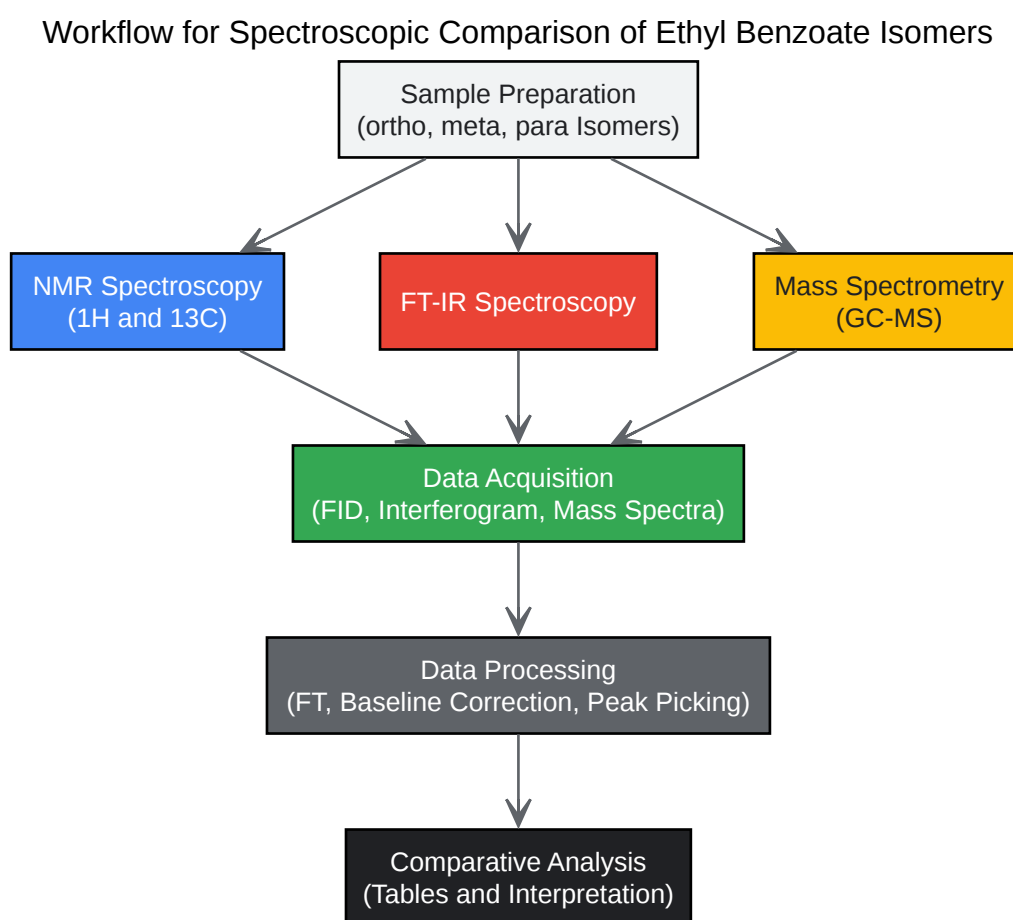 Workflow for Spectroscopic Comparison of Ethyl Benzoate Isomers
Sample Preparation
(ortho, meta, para Isomers)
NMR Spectroscopy
(1H and 13C)
FT-IR Spectroscopy
Mass Spectrometry
(GC-MS)
Data Acquisition
(FID, Interferogram, Mass Spectra)
Data Processing
(FT, Baseline Correction, Peak Picking)
Comparative Analysis
(Tables and Interpretation)